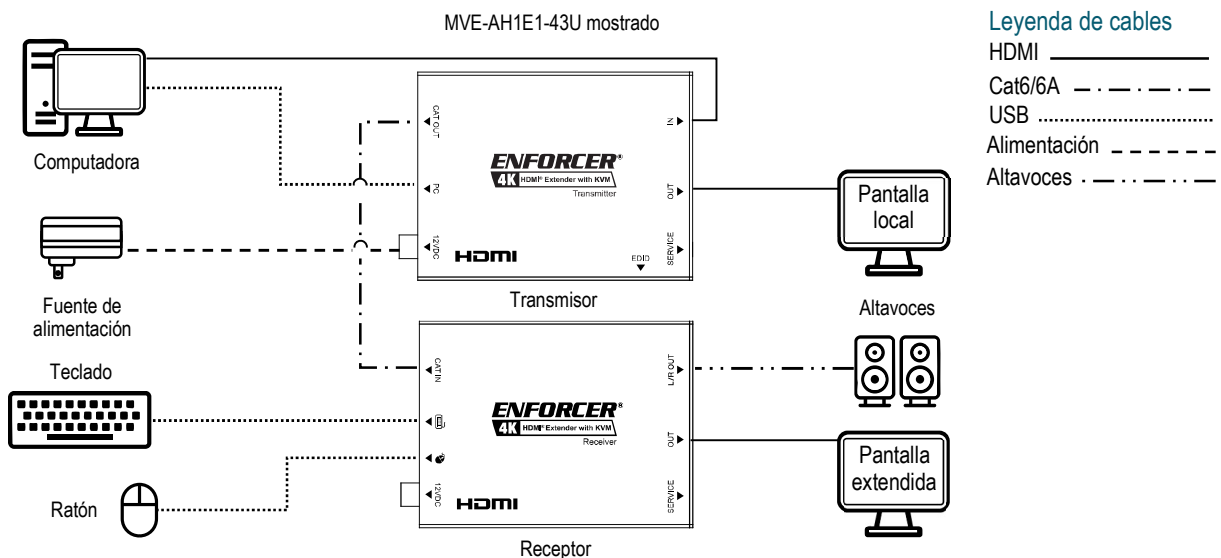 MVE-AH1E1-43U mostrado
Leyenda de cables
HDMI
Cat6/6A
USB
Alimentación
Altavoces
Computadora
Fuente de
alimentación
Teclado
Ratón
CAT OUT
PC
12VDC
ENFORCER®
4K HDMI® Extender with KVM
Transmitter
HDMI
EDID
IN
OUT
SERVICE
Transmisor
Pantalla
local
Altavoces
CAT IN
12VDC
ENFORCER®
4K HDMI® Extender with KVM
Receiver
HDMI
L/R OUT
OUT
SERVICE
Receptor
Pantalla
extendida